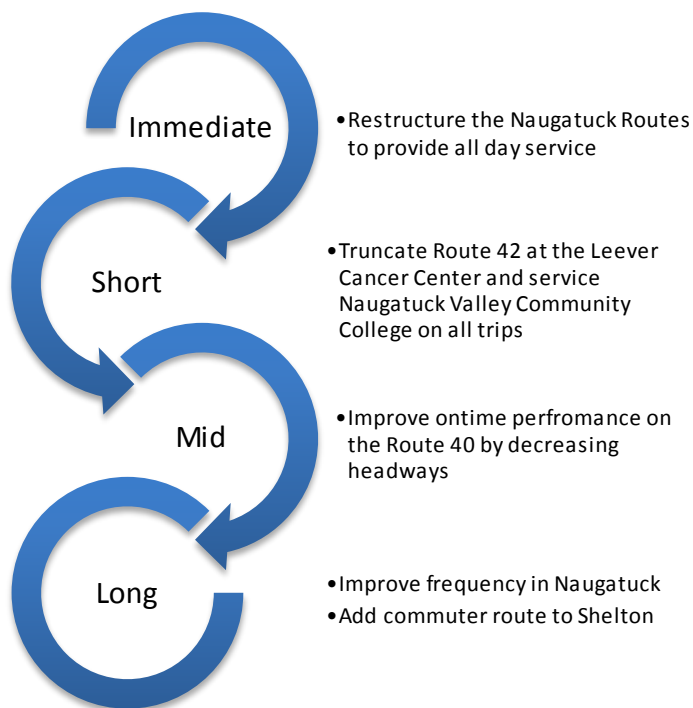 Immediate
•Restructure the Naugatuck Routes
to provide all day service
Short
•Truncate Route 42 at the Leever
Cancer Center and service
Naugatuck Valley Community
College on all trips
Mid
•Improve ontime perfromance on
the Route 40 by decreasing
headways
Long
•Improve frequency in Naugatuck
•Add commuter route to Shelton